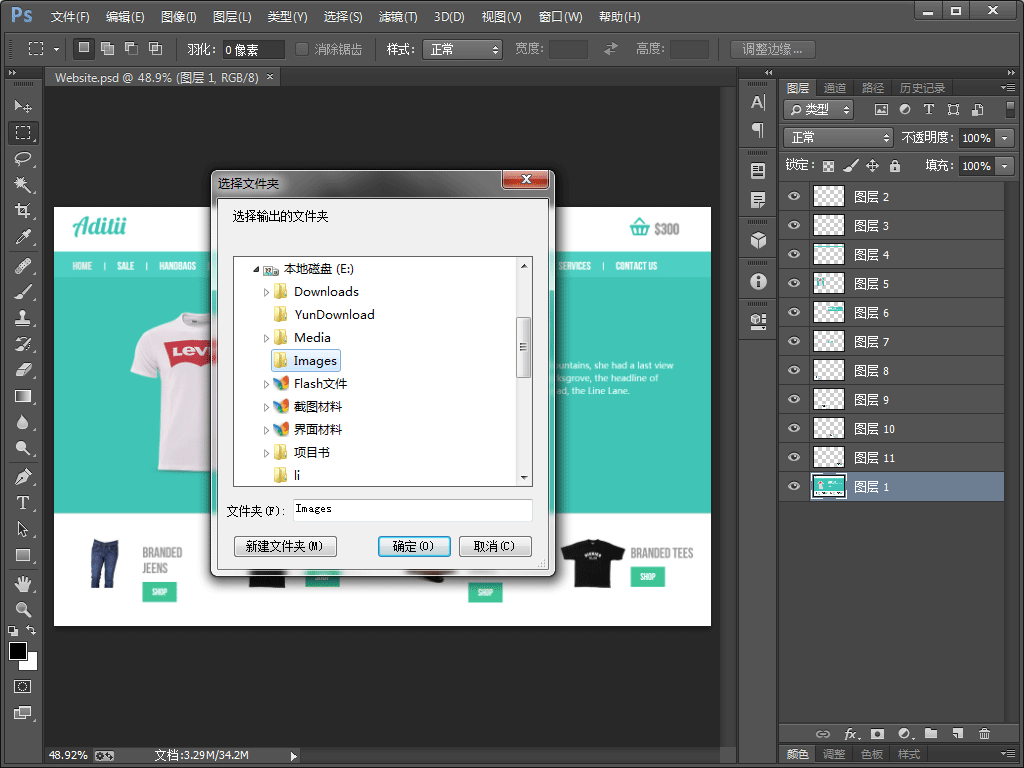 Ps 文件(F) 编辑(E) 图像(I) 图层(L) 类型(Y) 选择(S) 滤镜(T) 3D(D) 视图(V) 窗口(W) 帮助(H)
羽化: 0 像素 消除锯齿 样式: 正常 宽度: 高度: 调整边缘...
Website.psd @ 48.9% (图层 1, RGB/8) ×
Adilii
$300
HOME | SALE | HANDBAGS
SERVICES | CONTACT US
LEV
untains, she had a last view
ksgrove, the headline of
ad, the Line Lane.
BRANDED
JEENS
SHOP
SHOP
BRANDED TEES
SHOP
选择文件夹
选择输出的文件夹
本地磁盘 (E:)
Downloads
YunDownload
Media
Images
Flash文件
截图材料
界面材料
项目书
li
文件夹(F): Images
新建文件夹(M) 确定(O) 取消(C)
图层 通道 路径 历史记录
类型
正常 不透明度: 100%
锁定: 填充: 100%
图层 2
图层 3
图层 4
图层 5
图层 6
图层 7
图层 8
图层 9
图层 10
图层 11
图层 1
fx
颜色 调整 色板 样式
48.92% 文档:3.29M/34.2M